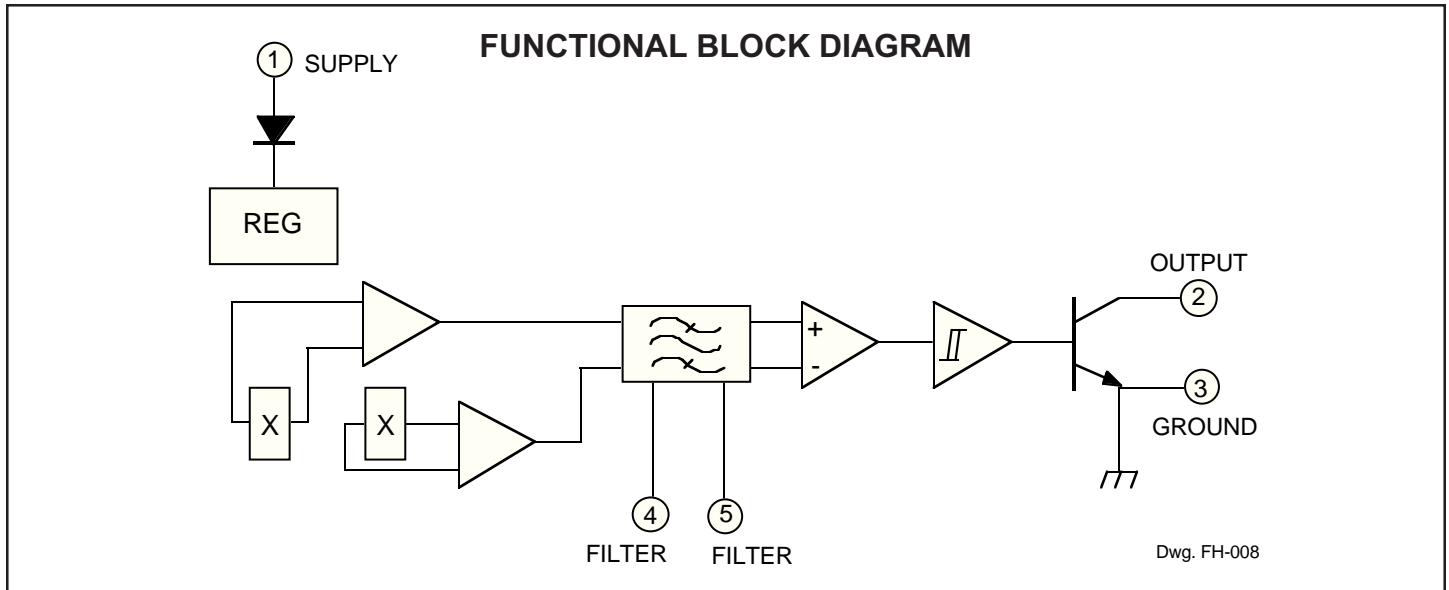 FUNCTIONAL BLOCK DIAGRAM
1 SUPPLY
REG
OUTPUT
2
+
-
3
GROUND
X
X
4
5
FILTER
FILTER
Dwg. FH-008